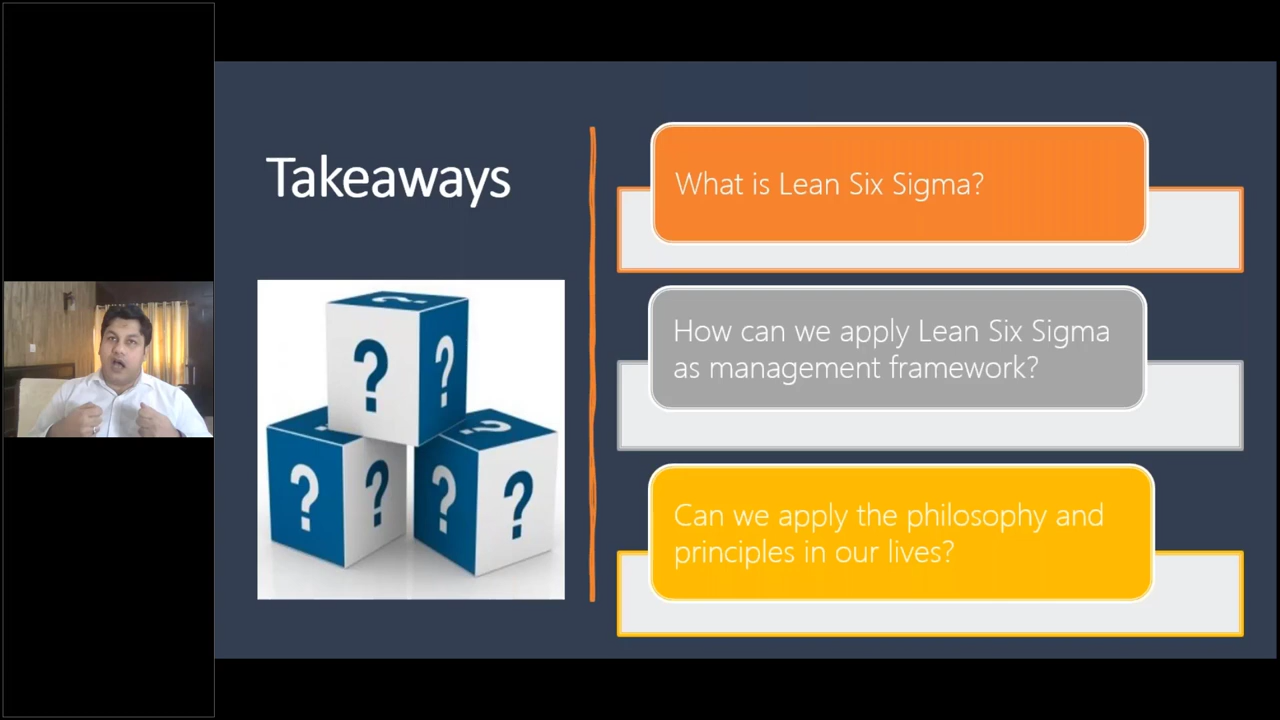 Takeaways
What is Lean Six Sigma?
How can we apply Lean Six Sigma
as management framework?
Can we apply the philosophy and
principles in our lives?
?
?
?
?
?
?
?
?